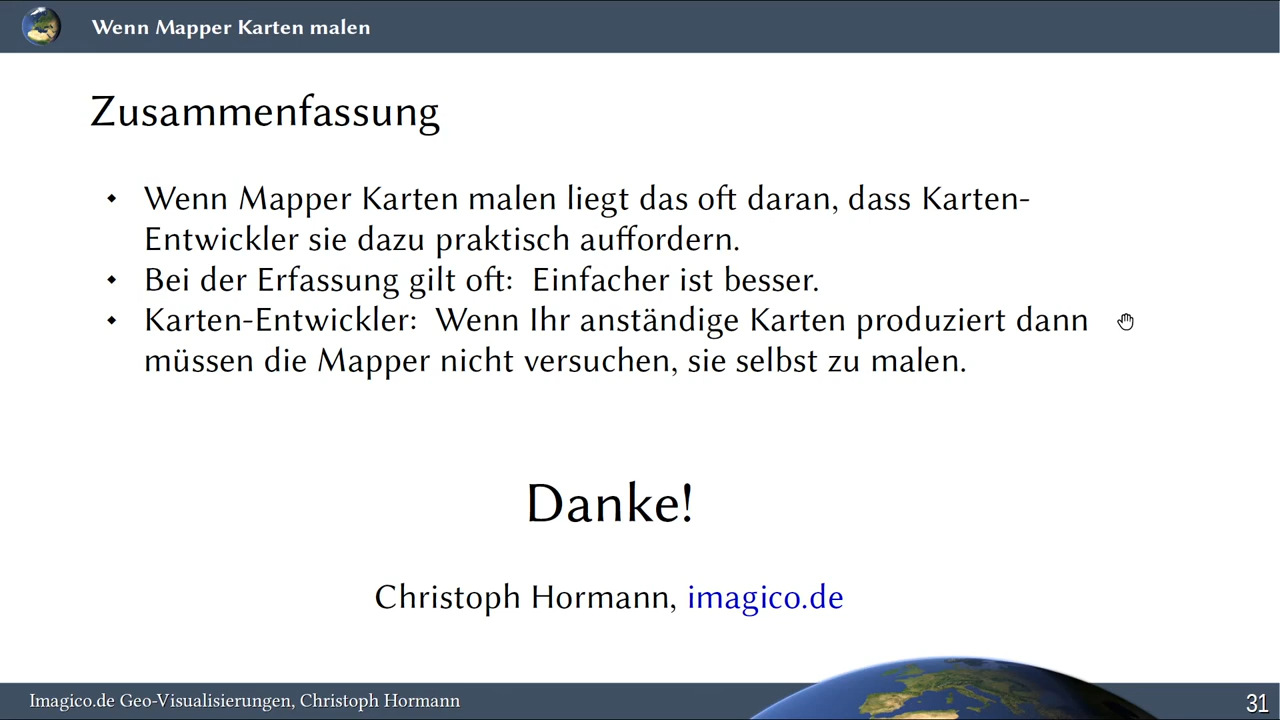 Wenn Mapper Karten malen
Zusammenfassung
• Wenn Mapper Karten malen liegt das oft daran, dass Karten-
Entwickler sie dazu praktisch auffordern.
• Bei der Erfassung gilt oft: Einfacher ist besser.
• Karten-Entwickler: Wenn Ihr anständige Karten produziert dann
müssen die Mapper nicht versuchen, sie selbst zu malen.
Danke!
Christoph Hormann, imagico.de
Imagico.de Geo-Visualisierungen, Christoph Hormann
31